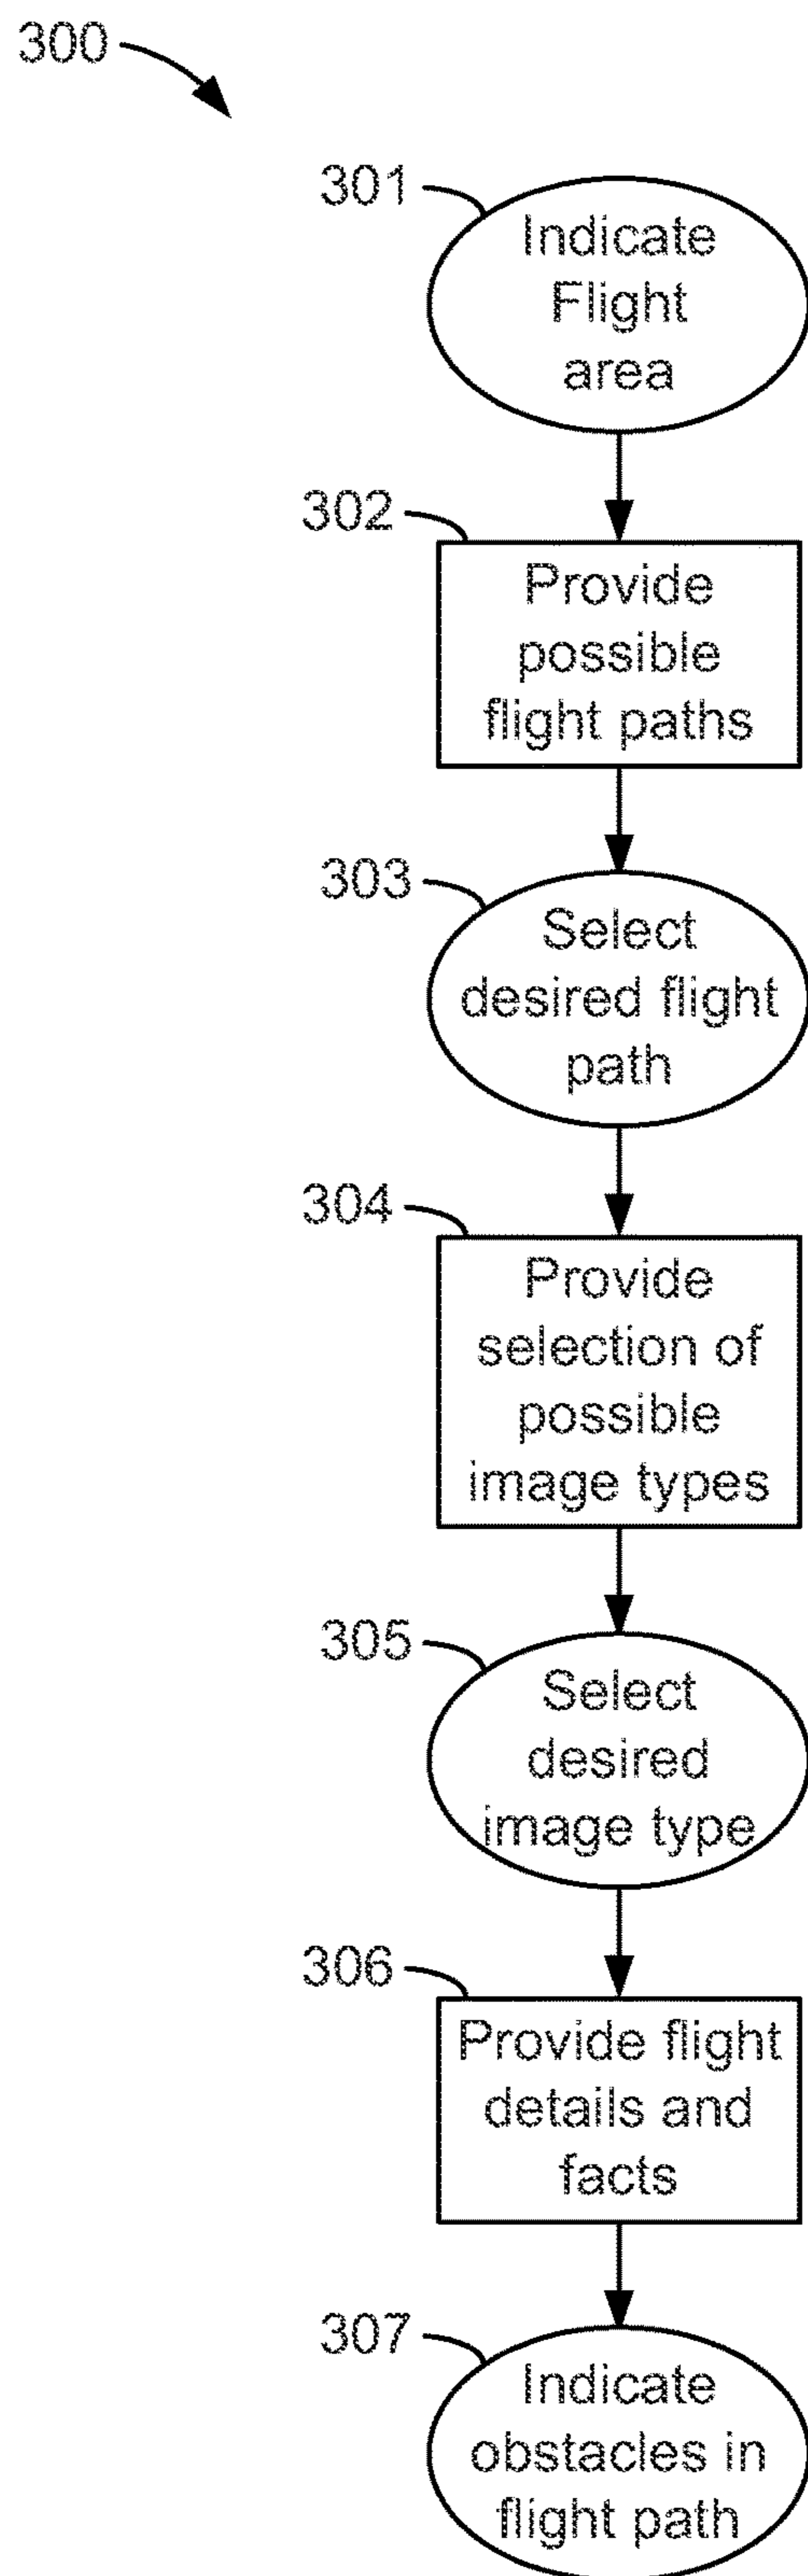 300
301
Indicate
Flight
area
302
Provide
possible
flight paths
303
Select
desired flight
path
304
Provide
selection of
possible
image types
305
Select
desired
image type
306
Provide flight
details and
facts
307
Indicate
obstacles in
flight path